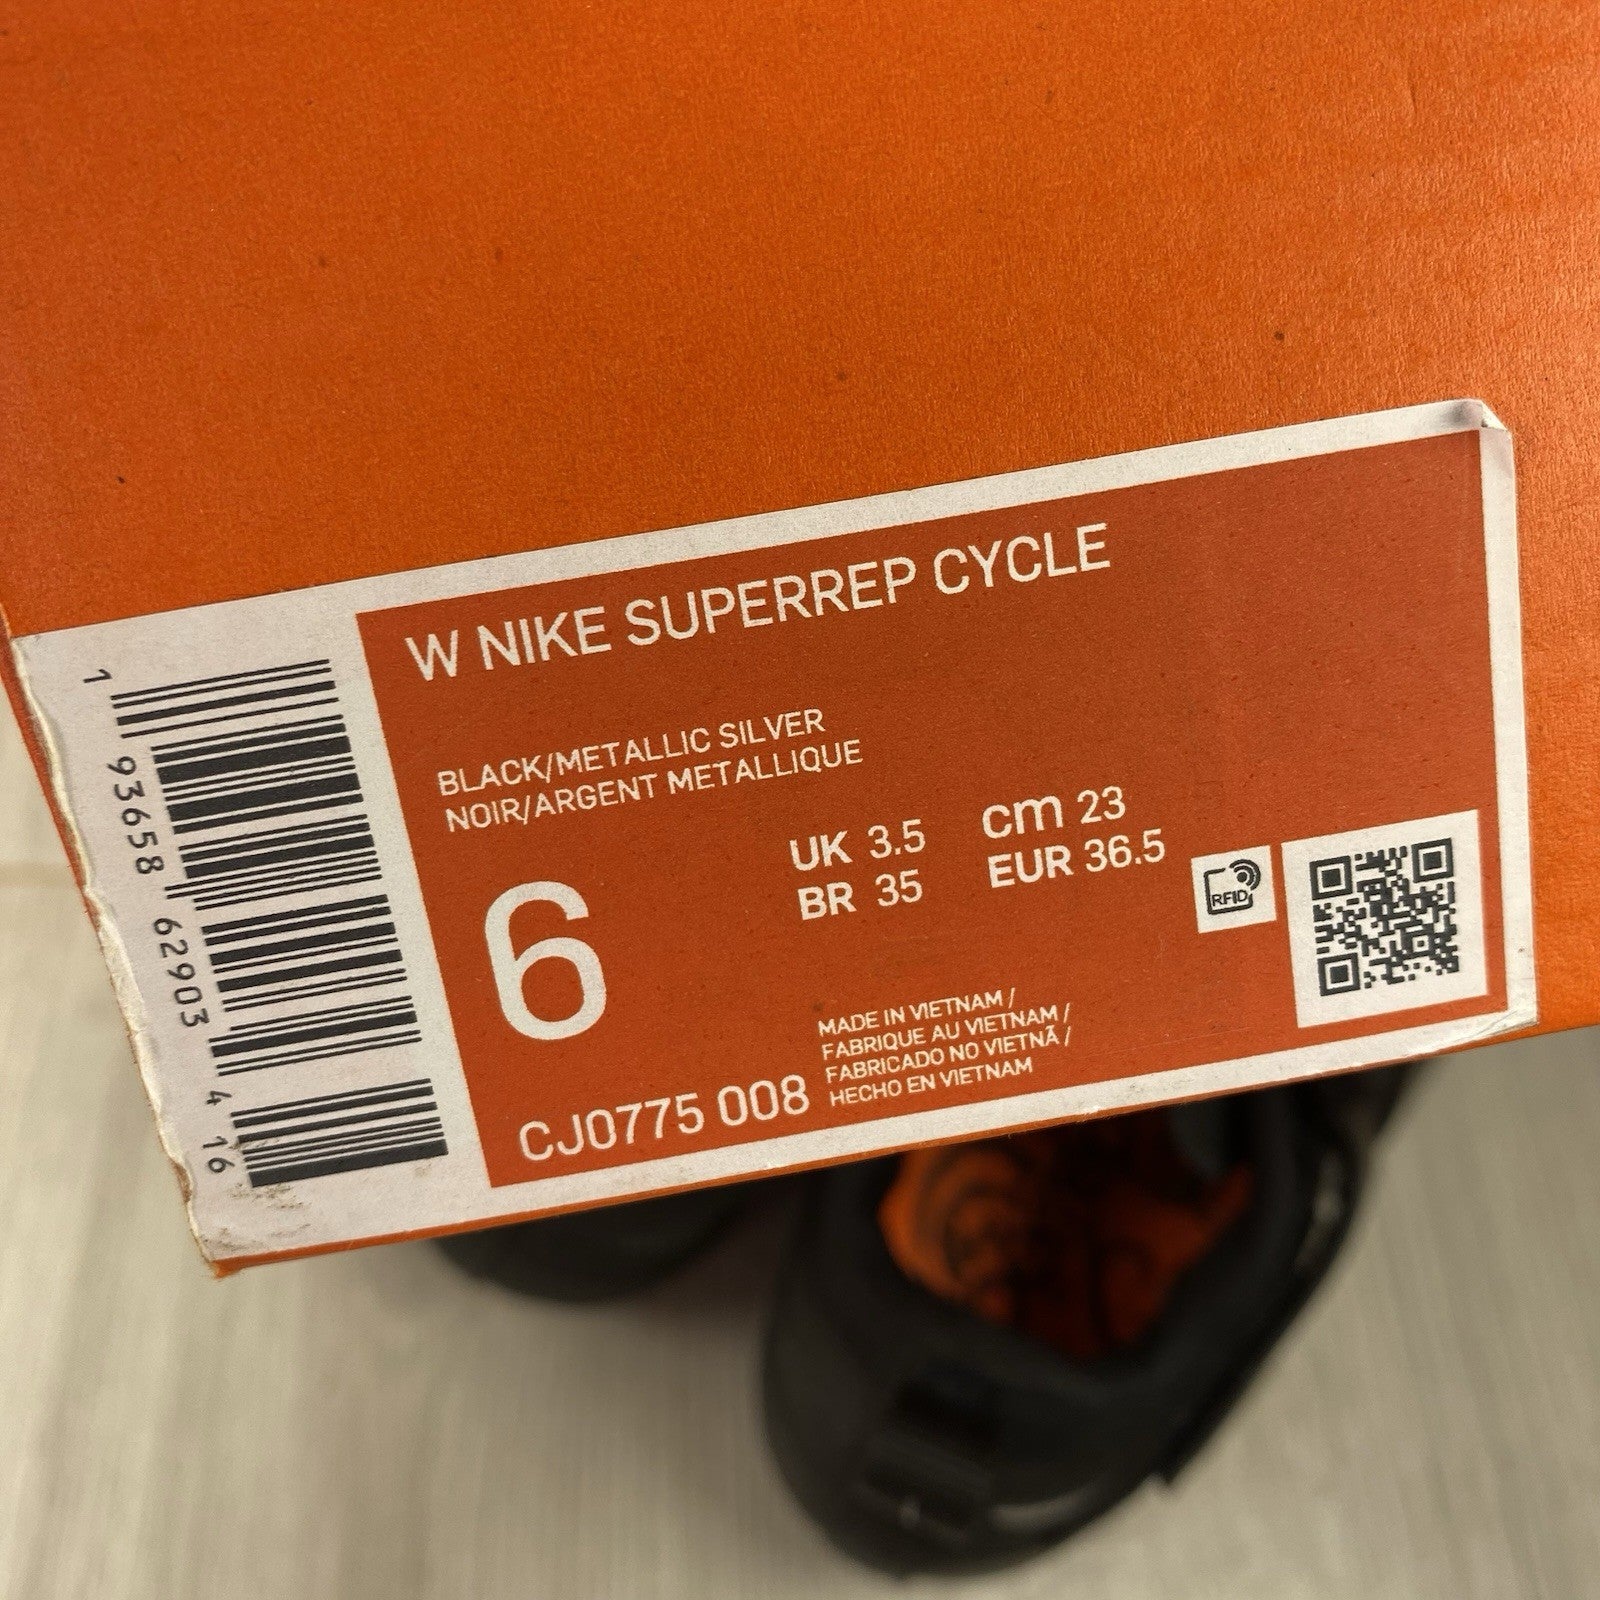 W NIKE SUPERREP CYCLE
BLACK/METALLIC SILVER
NOIR/ARGENT METALLIQUE
6
UK 3.5
cm 23
BR 35
EUR 36.5
RFID
MADE IN VIETNAM /
FABRIQUE AU VIETNAM /
FABRICADO NO VIETNÃ /
HECHO EN VIETNAM
CJ0775 008
1 93658 62903 4 16